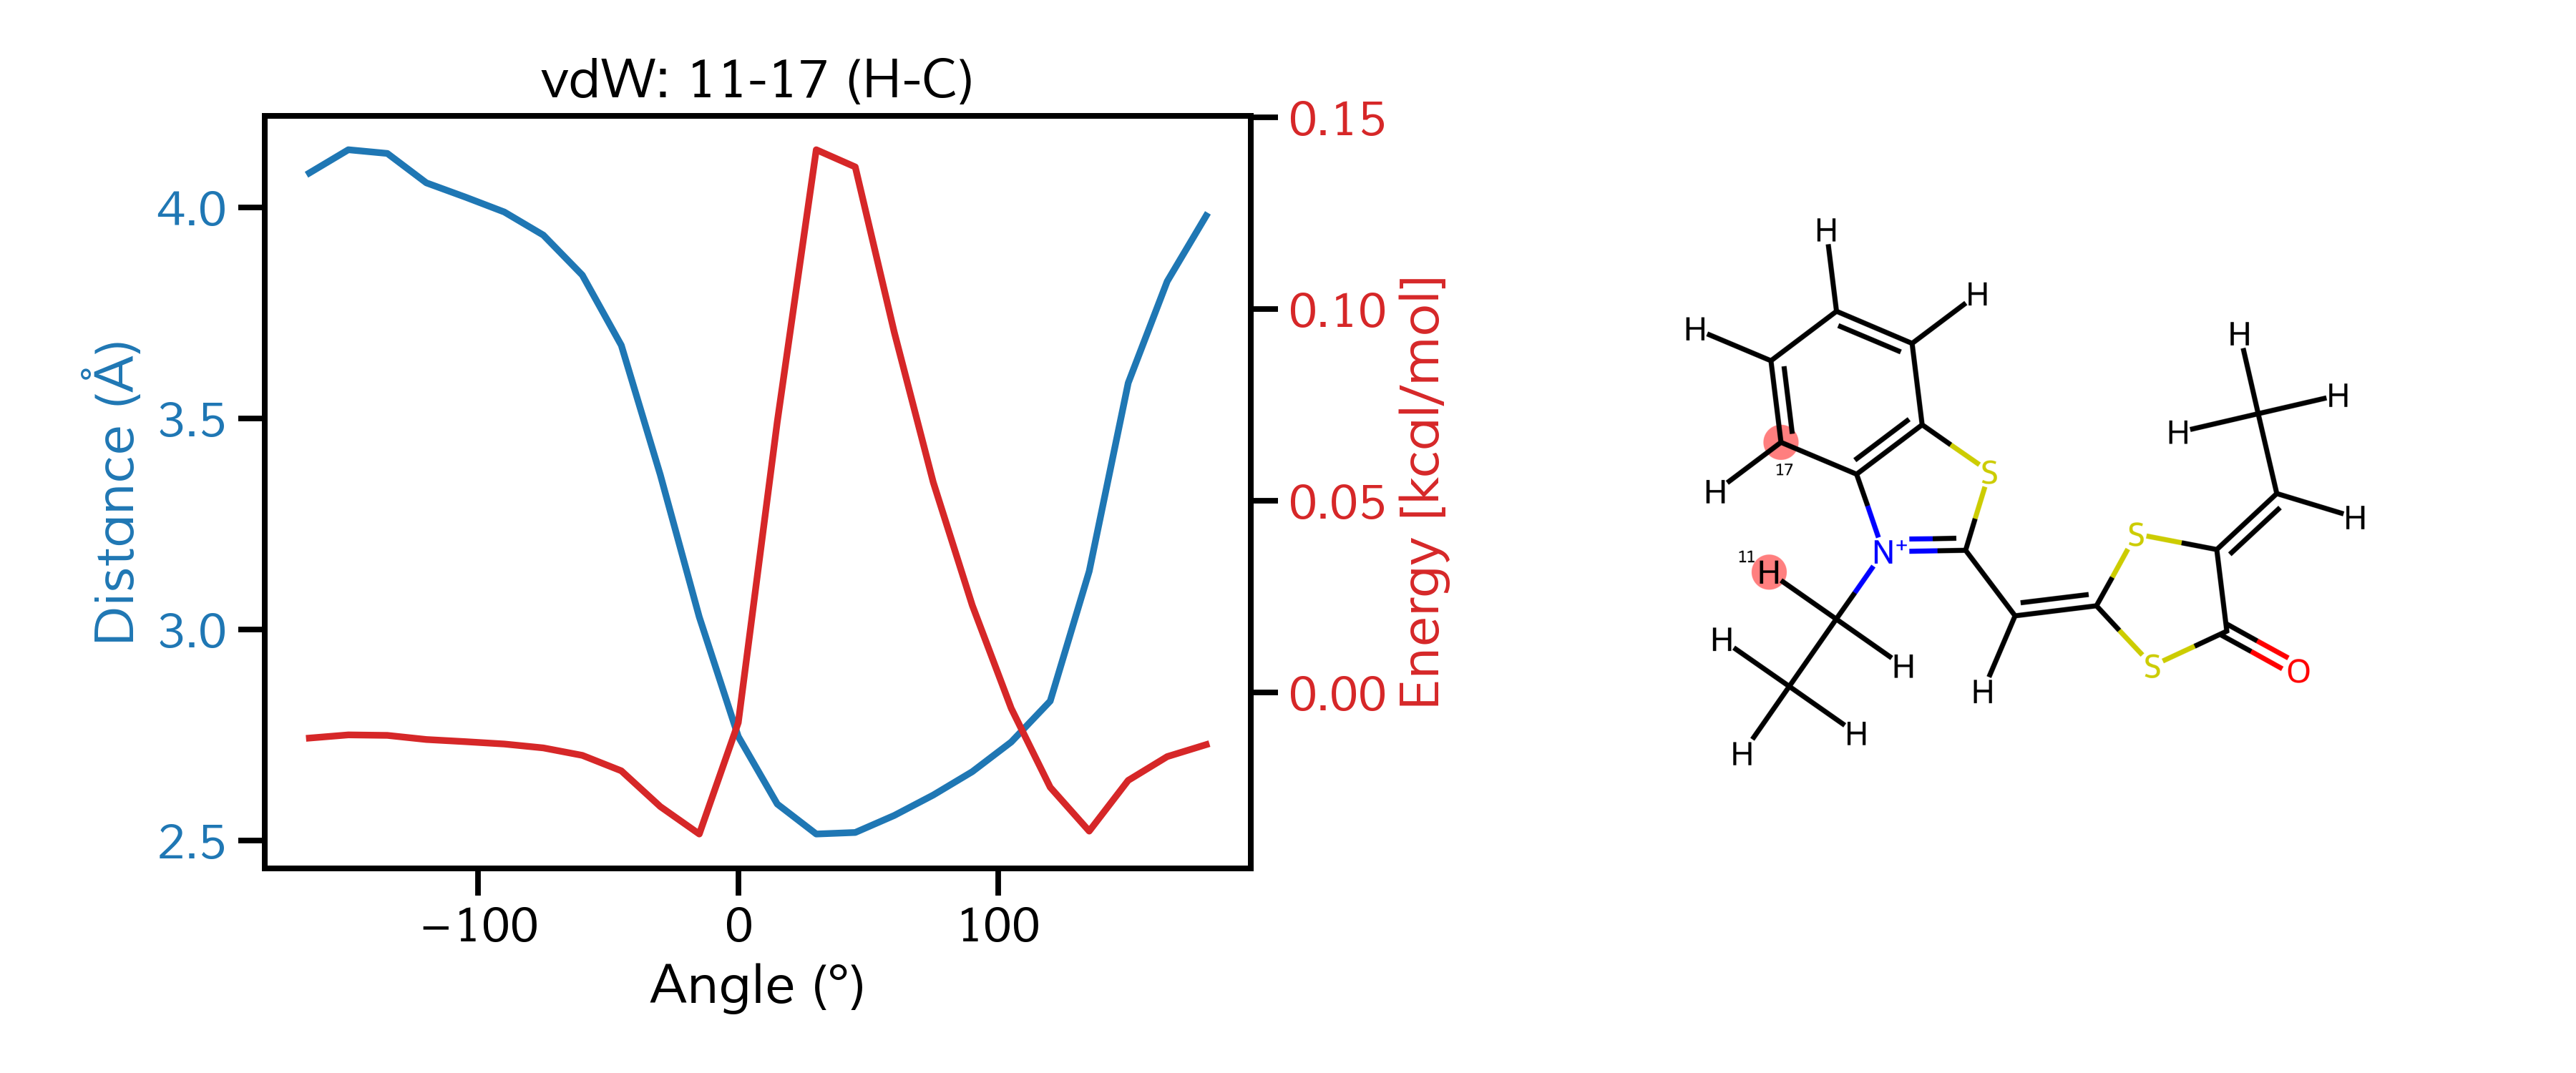 vdW: 11-17 (H-C)
0.15
4.0
0.10
3.5
0.05
3.0
0.00
2.5
Distance (Å)
Energy [kcal/mol]
−100 0 100
Angle (°)
H
H
H
H
H
H
17
S
H
H
S
H
11
H
N⁺
H
H
S
H
O
H
H